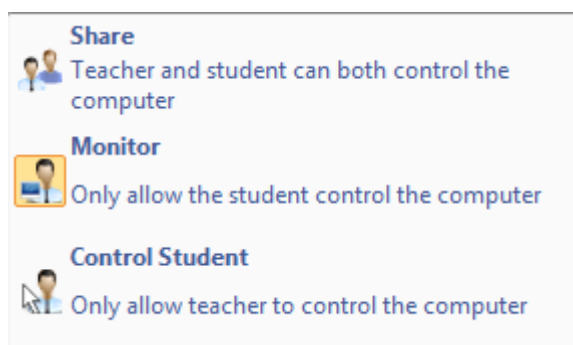 Share
Teacher and student can both control the
computer
Monitor
Only allow the student control the computer
Control Student
Only allow teacher to control the computer